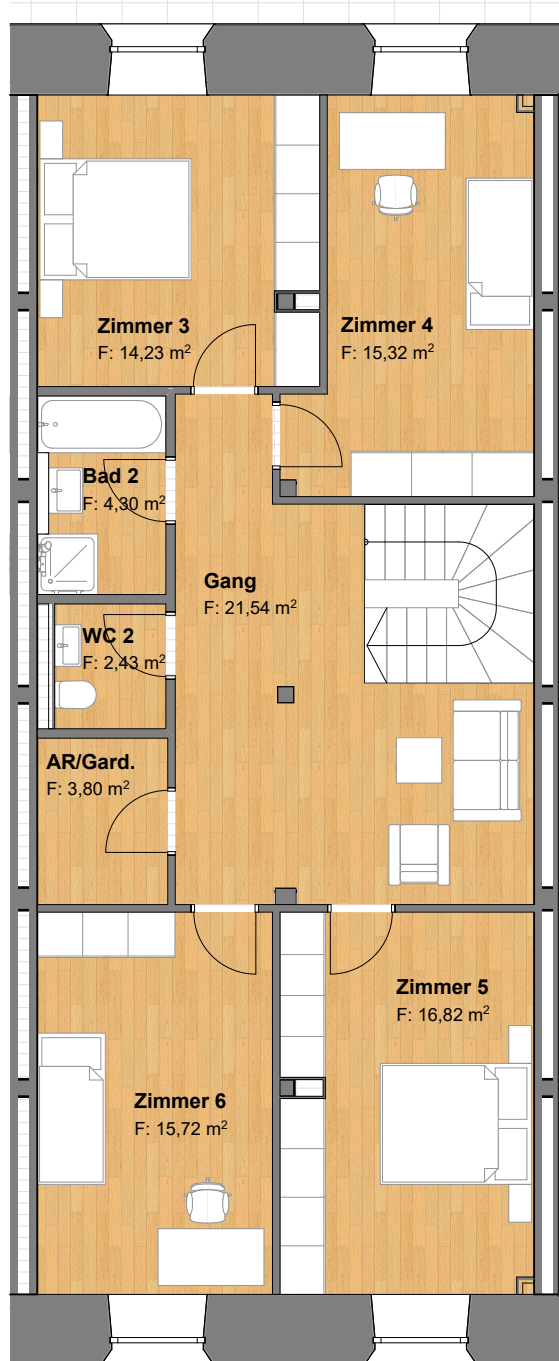 Zimmer 3
F: 14,23 m²
Zimmer 4
F: 15,32 m²
Bad 2
F: 4,30 m²
Gang
F: 21,54 m²
WC 2
F: 2,43 m²
AR/Gard.
F: 3,80 m²
Zimmer 5
F: 16,82 m²
Zimmer 6
F: 15,72 m²